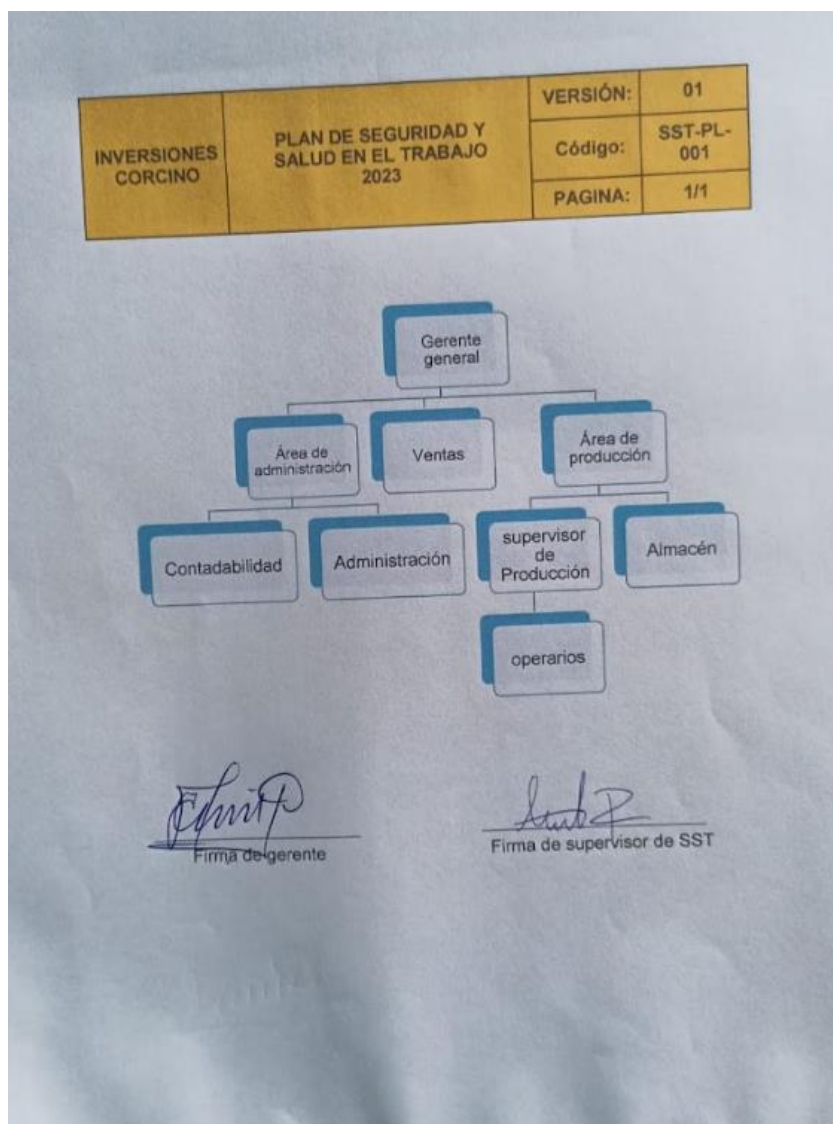 INVERSIONES
CORCINO
PLAN DE SEGURIDAD Y
SALUD EN EL TRABAJO
2023
VERSIÓN:
01
Código:
SST-PL-
001
PAGINA:
1/1
Gerente
general
Área de
administración
Ventas
Área de
producción
Contadabilidad
Administración
supervisor
de
Producción
Almacén
operarios
Firma de gerente
Firma de supervisor de SST